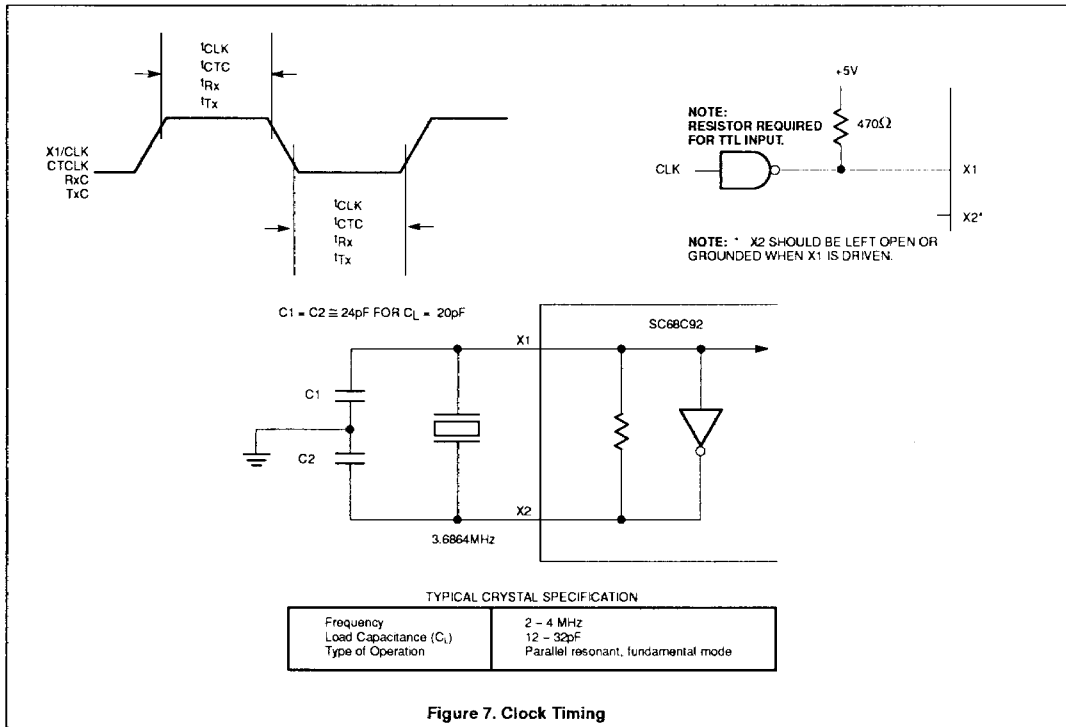 tCLK
tCTC
tRx
tTx
X1/CLK
CTCLK
RxC
TxC
tCLK
tCTC
tRx
tTx
+5V
NOTE:
RESISTOR REQUIRED
FOR TTL INPUT.
470Ω
CLK
X1
X2*
NOTE: * X2 SHOULD BE LEFT OPEN OR
GROUNDED WHEN X1 IS DRIVEN.
C1 = C2 ≅ 24pF FOR CL = 20pF
SC68C92
X1
C1
C2
X2
3.6864MHz
TYPICAL CRYSTAL SPECIFICATION
Frequency 2 – 4 MHz
Load Capacitance (CL) 12 – 32pF
Type of Operation Parallel resonant, fundamental mode
Figure 7. Clock Timing